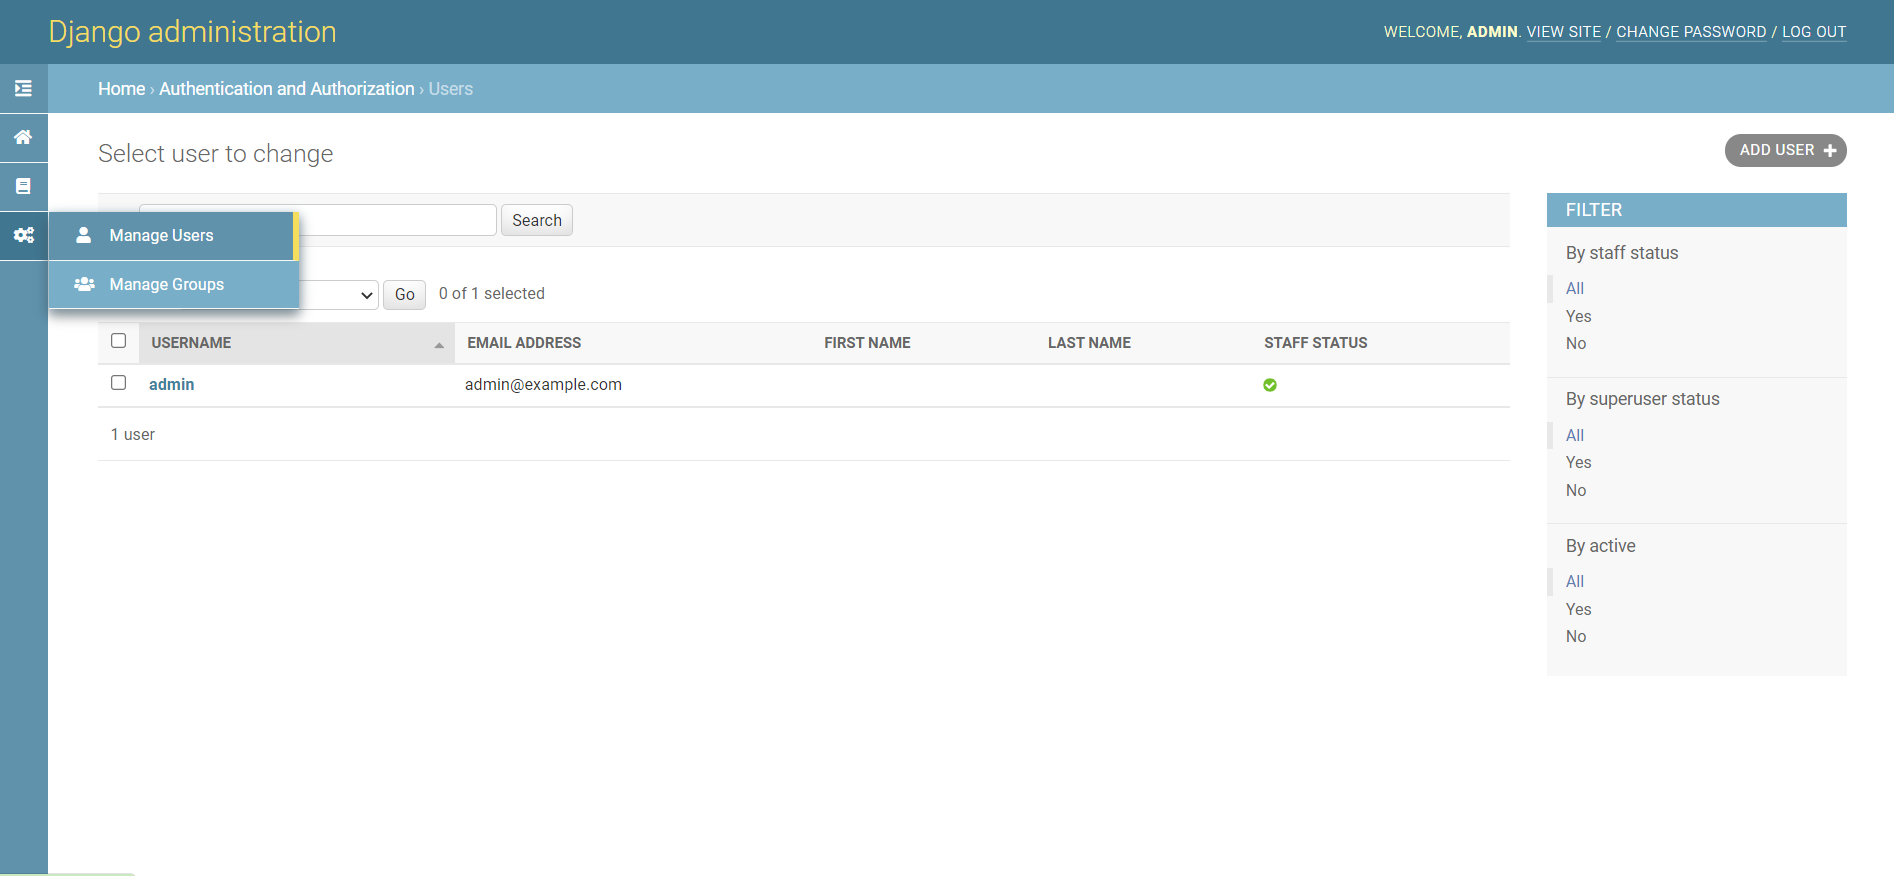 Django administration
WELCOME, ADMIN. VIEW SITE / CHANGE PASSWORD / LOG OUT
Home › Authentication and Authorization › Users
Select user to change
ADD USER
Search
Manage Users
Manage Groups
Go
0 of 1 selected
USERNAME EMAIL ADDRESS FIRST NAME LAST NAME STAFF STATUS
admin admin@example.com
1 user
FILTER
By staff status
All
Yes
No
By superuser status
All
Yes
No
By active
All
Yes
No